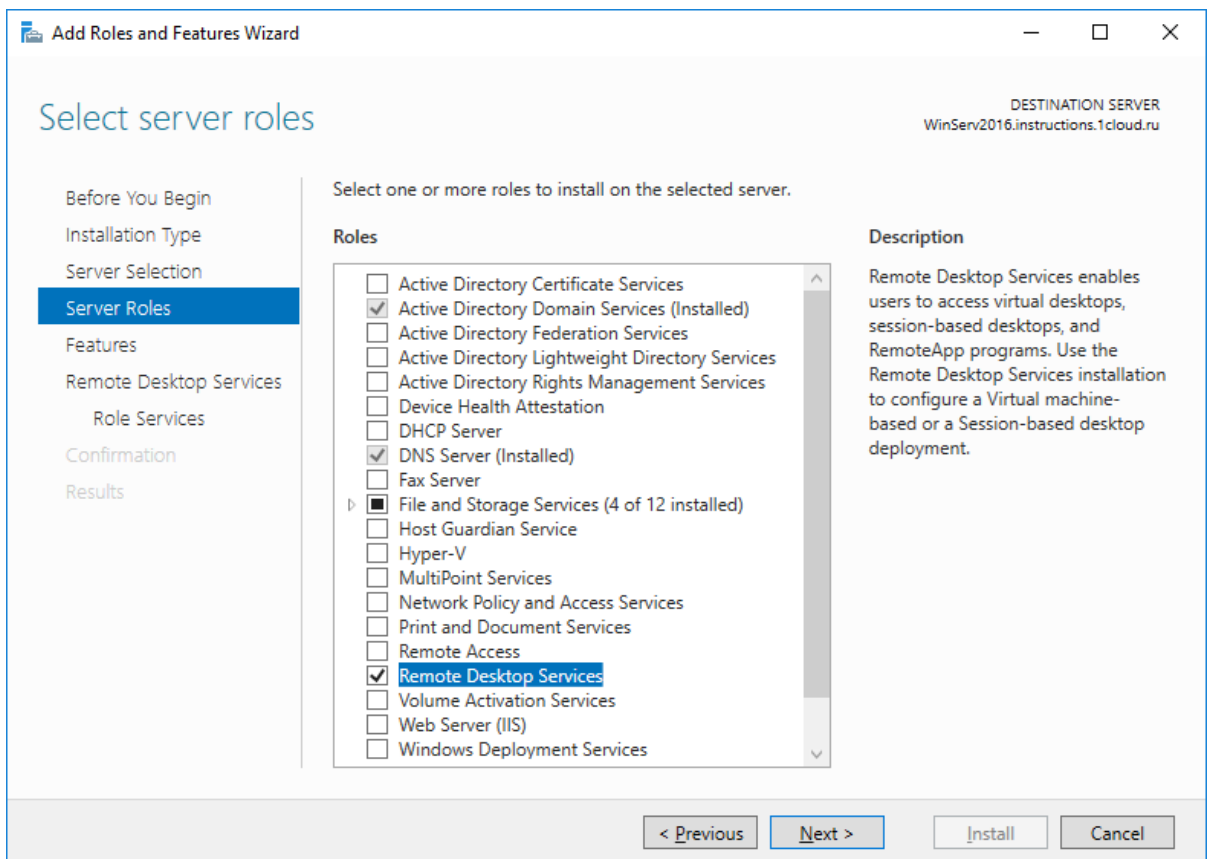 Add Roles and Features Wizard
Select server roles
DESTINATION SERVER
WinServ2016.instructions.1cloud.ru
Before You Begin
Installation Type
Server Selection
Server Roles
Features
Remote Desktop Services
Role Services
Confirmation
Results
Select one or more roles to install on the selected server.
Roles
Active Directory Certificate Services
Active Directory Domain Services (Installed)
Active Directory Federation Services
Active Directory Lightweight Directory Services
Active Directory Rights Management Services
Device Health Attestation
DHCP Server
DNS Server (Installed)
Fax Server
File and Storage Services (4 of 12 installed)
Host Guardian Service
Hyper-V
MultiPoint Services
Network Policy and Access Services
Print and Document Services
Remote Access
Remote Desktop Services
Volume Activation Services
Web Server (IIS)
Windows Deployment Services
Description
Remote Desktop Services enables
users to access virtual desktops,
session-based desktops, and
RemoteApp programs. Use the
Remote Desktop Services installation
to configure a Virtual machine-
based or a Session-based desktop
deployment.
< Previous
Next >
Install
Cancel